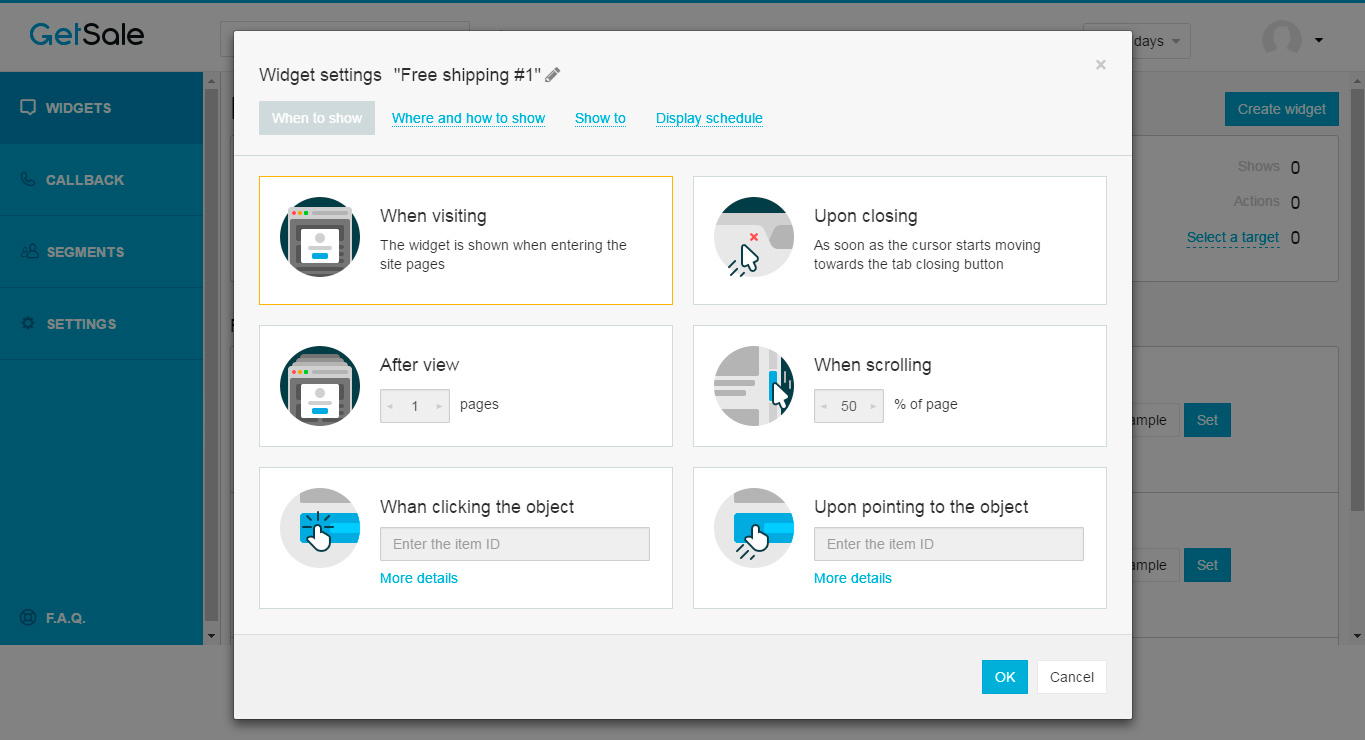 GetSale
days
WIDGETS
CALLBACK
SEGMENTS
SETTINGS
F.A.Q.
Widget settings "Free shipping #1"
×
When to show
Where and how to show
Show to
Display schedule
Create widget
Shows 0
Actions 0
Select a target 0
When visiting
The widget is shown when entering the
site pages
Upon closing
As soon as the cursor starts moving
towards the tab closing button
After view
1 pages
When scrolling
50 % of page
Set
Whan clicking the object
Enter the item ID
More details
Upon pointing to the object
Enter the item ID
More details
Set
OK
Cancel